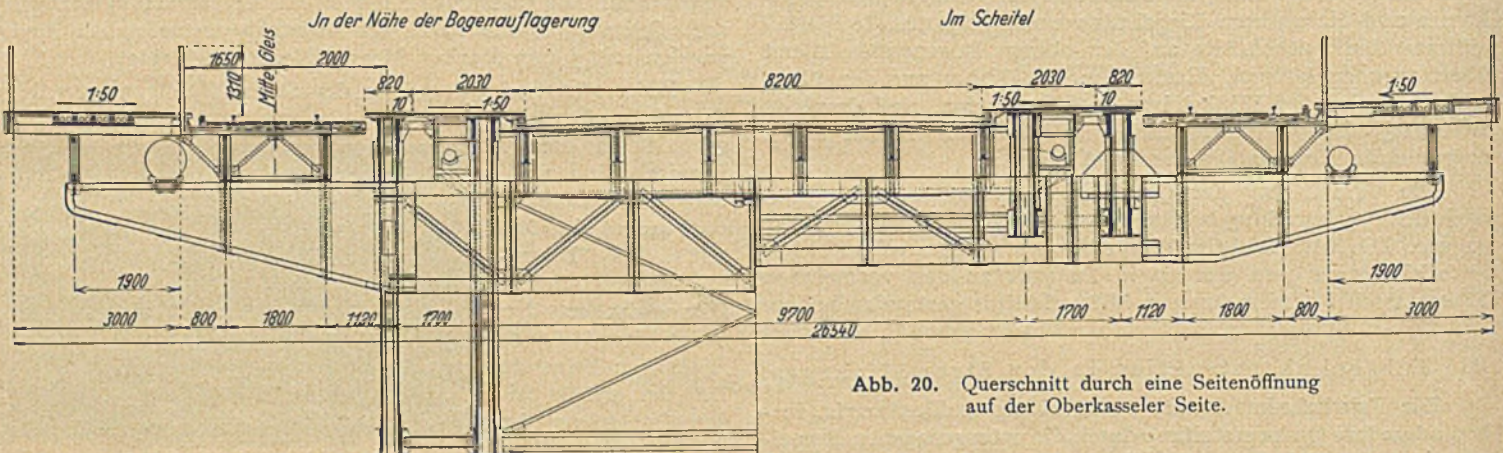 Jn der Nähe der Bogenauflagerung
Jm Scheitel
1650 2000
1310
Mitte Gleis
820 2030 8200 2030 820
1:50 10 1:50 1:50 10 1:50
1900 1900
3000 800 1800 1120 1700 9700 1700 1120 1800 800 3000
26540
Abb. 20. Querschnitt durch eine Seitenöffnung
auf der Oberkasseler Seite.